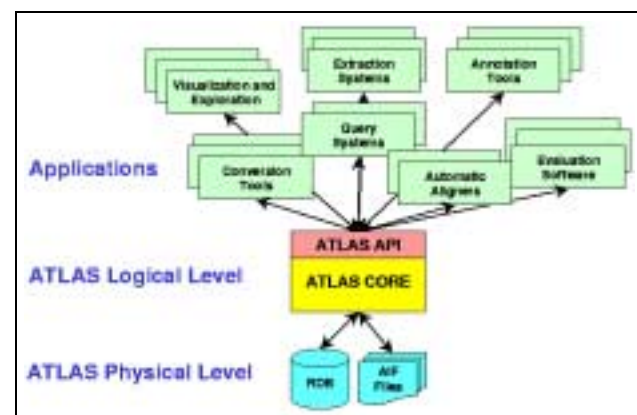 Extraction
Systems
Annotation
Tools
Visualization and
Exploration
Query
Systems
Evaluation
Software
Applications
Conversion
Tools
Automatic
Aligners
ATLAS API
ATLAS Logical Level
ATLAS CORE
ATLAS Physical Level
RDB
AIF
Files